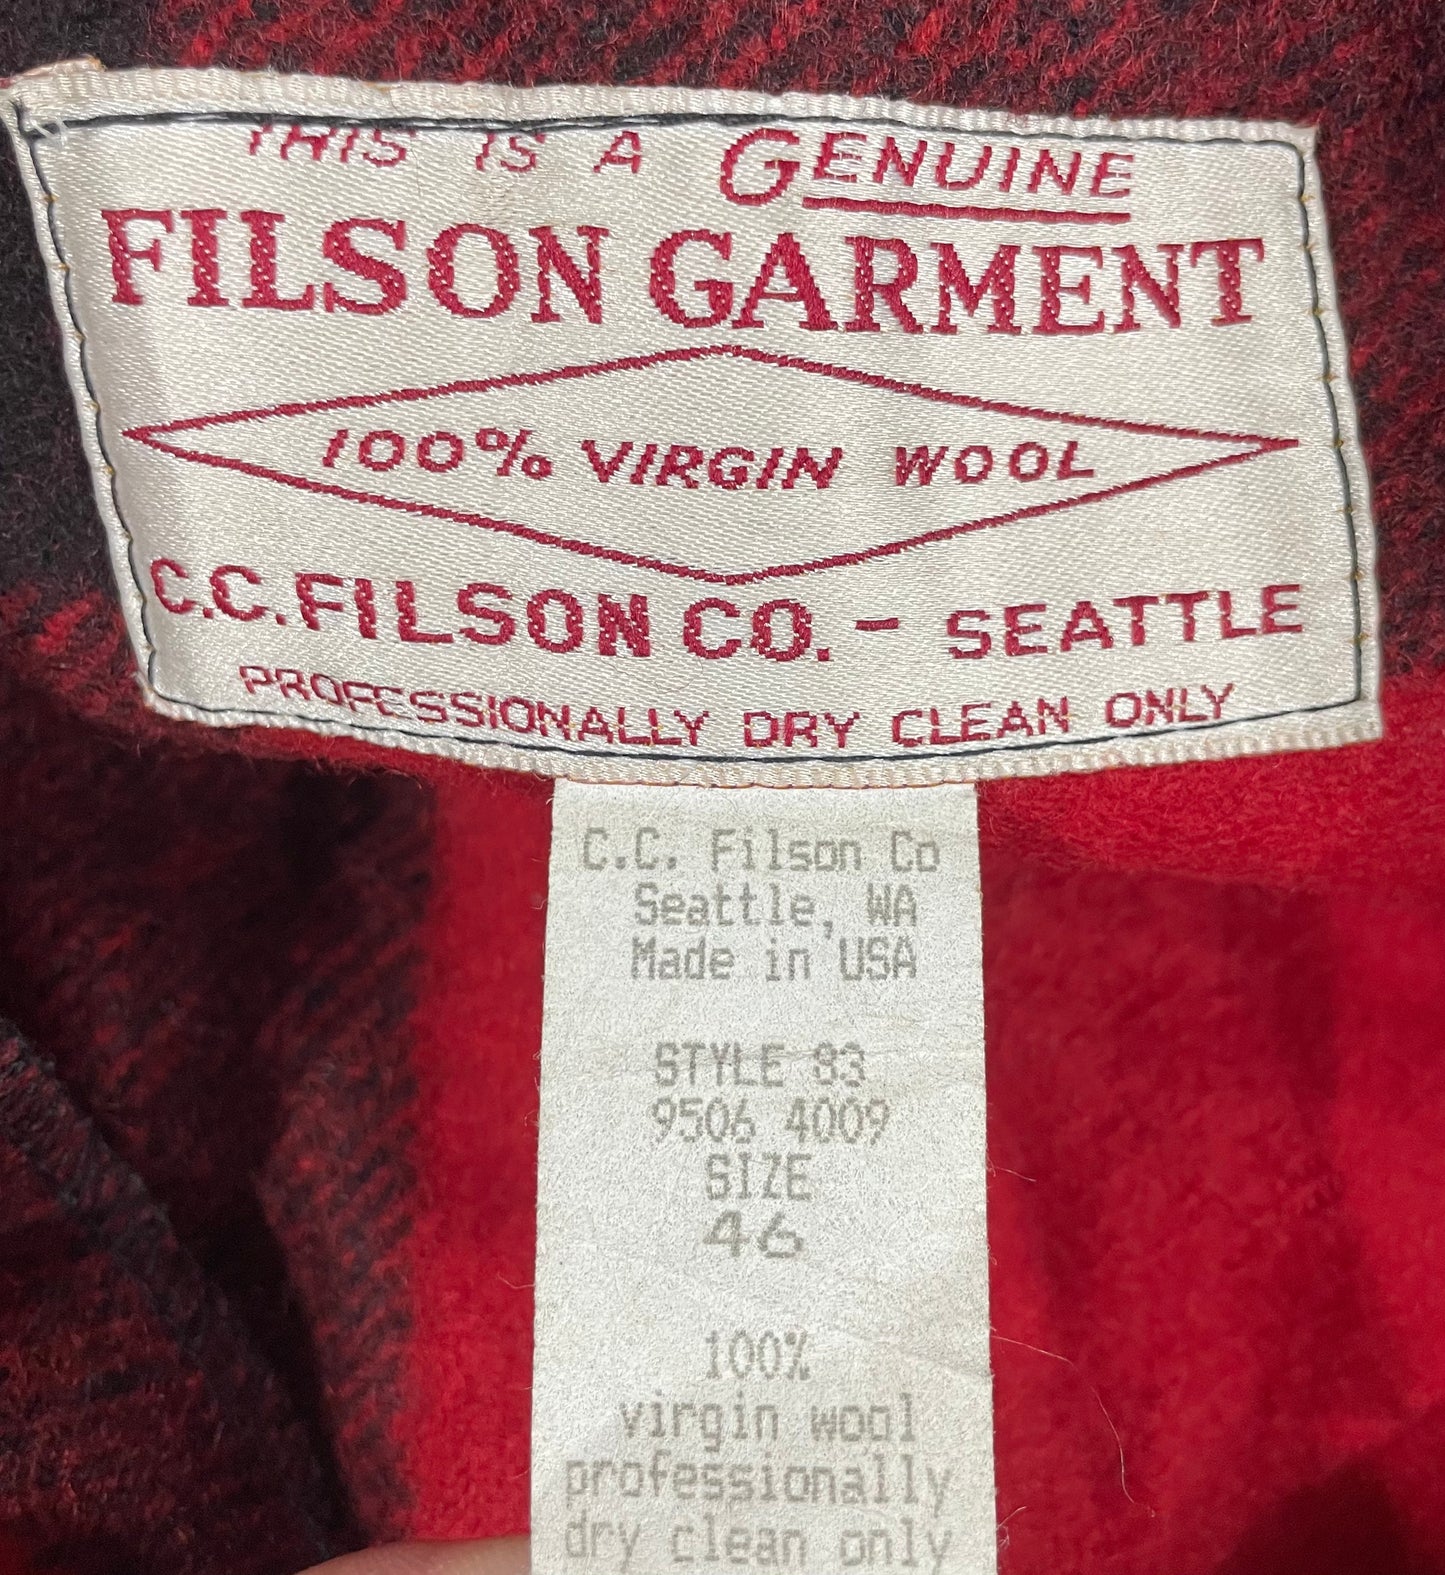 THIS IS A GENUINE
FILSON GARMENT
100% VIRGIN WOOL
C.C. FILSON CO. - SEATTLE
PROFESSIONALLY DRY CLEAN ONLY
C.C. Filson Co
Seattle, WA
Made in USA
STYLE 83
9506 4009
SIZE
46
100%
virgin wool
professionally
dry clean only